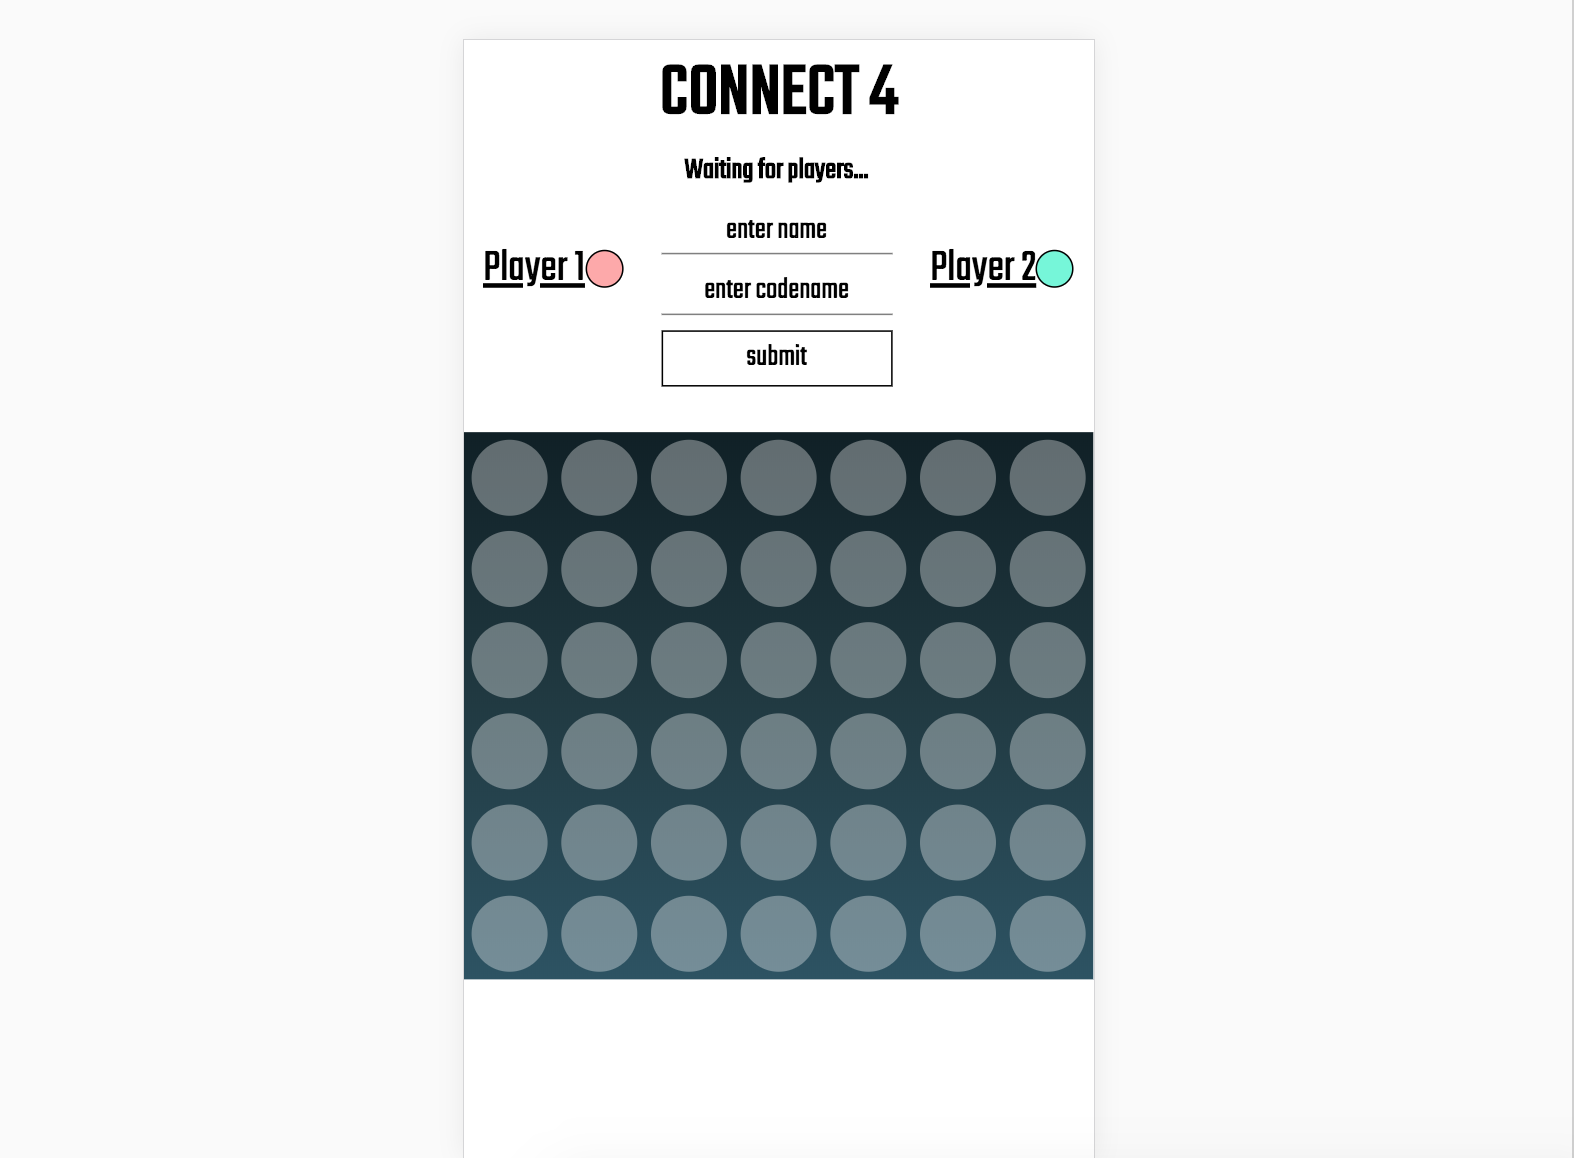 CONNECT 4
Waiting for players...
enter name
Player 1
Player 2
enter codename
submit